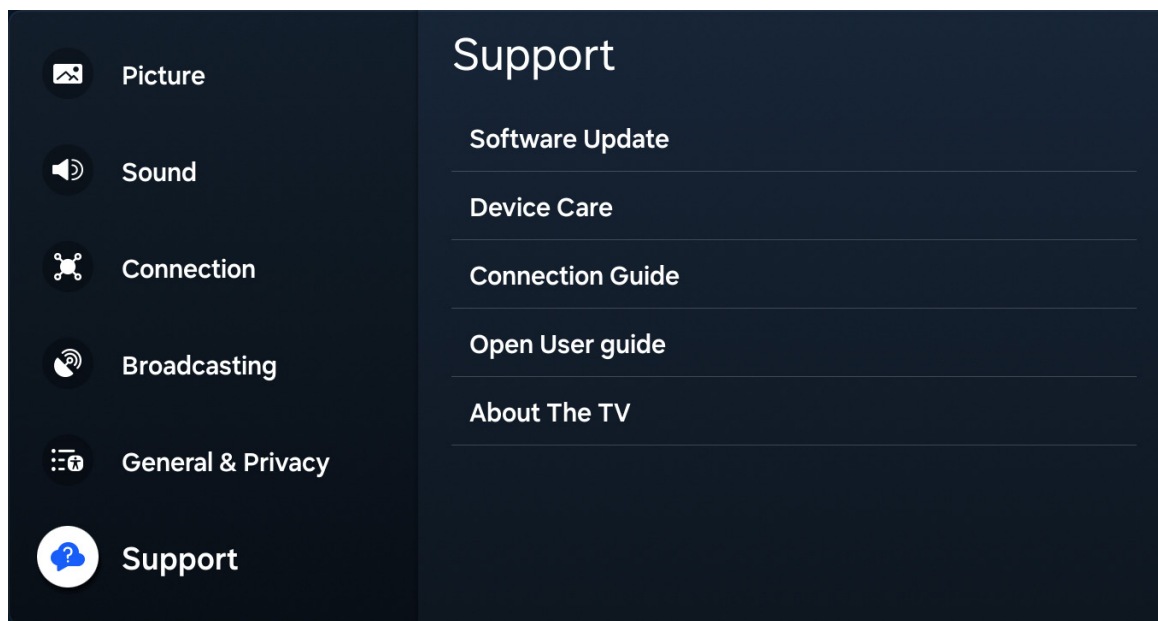 Picture
Sound
Connection
Broadcasting
General & Privacy
Support
Support
Software Update
Device Care
Connection Guide
Open User guide
About The TV